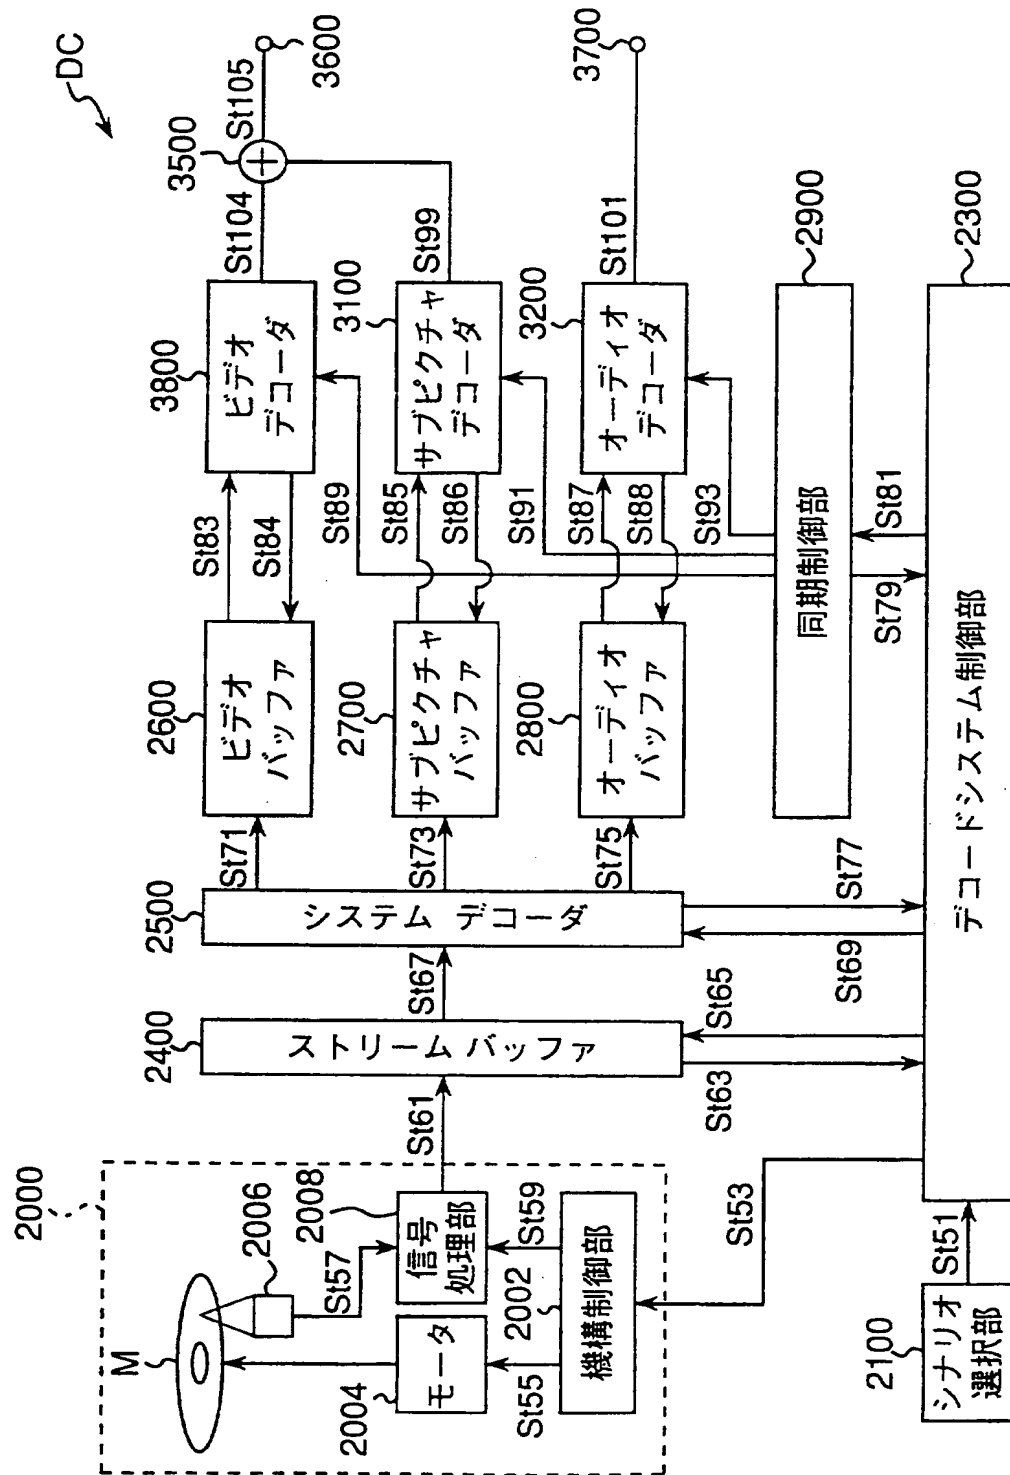 DC
2000
M
2006
St57
2004
モータ
St55
2008
信号
処理部
St59
2002
機構制御部
St61
2400
ストリーム バッファ
St67
2500
システム デコーダ
St71
St73
St75
2600
ビデオ
バッファ
2700
サブピクチャ
バッファ
2800
オーディオ
バッファ
St83
St84
St89
St85
St86
St91
St87
St88
St93
3800
ビデオ
デコーダ
3100
サブピクチャ
デコーダ
3200
オーディオ
デコーダ
St104
3500
St105
3600
St99
St101
3700
2900
同期制御部
St79
St81
St63
St65
St69
St77
St53
2100
シナリオ
選択部
St51
2300
デコードシステム制御部